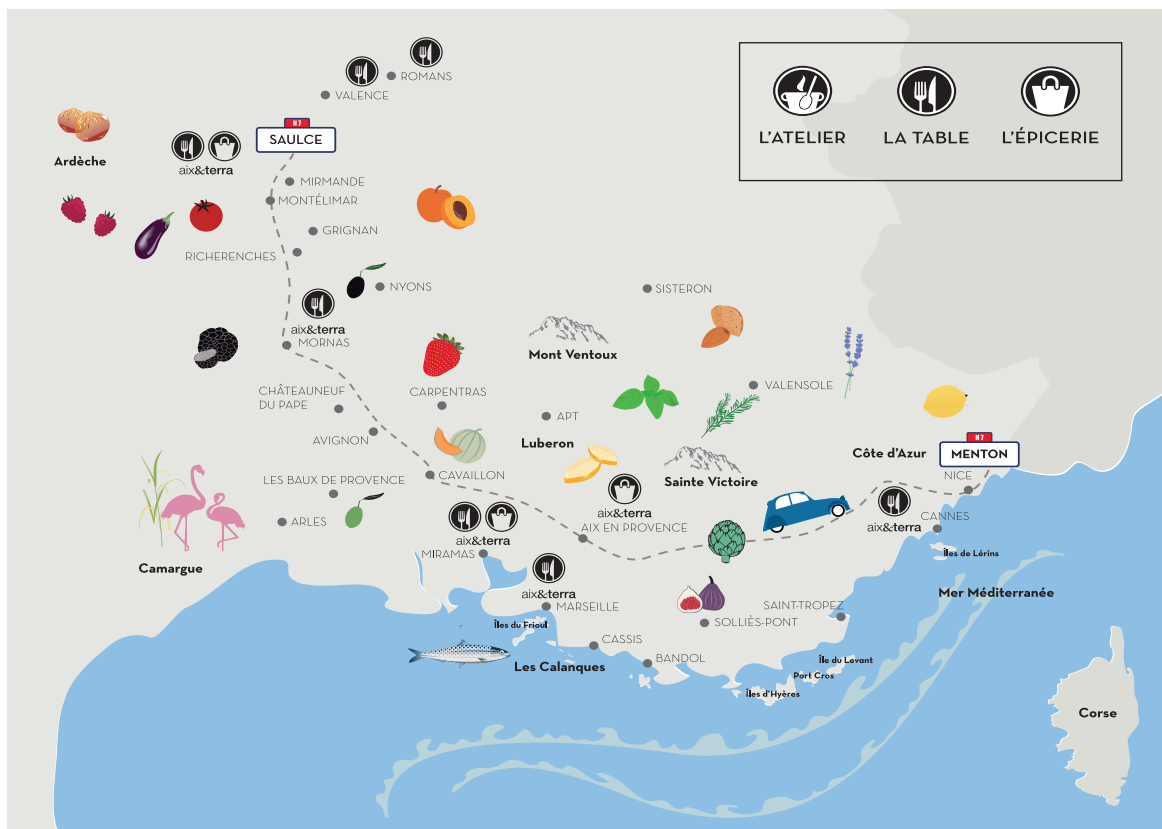 ROMANS
VALENCE
N7
SAULCE
L'ATELIER
LA TABLE
L'ÉPICERIE
Ardèche
aix&terra
MIRMANDE
MONTÉLIMAR
GRIGNAN
RICHERENCHES
NYONS
SISTERON
aix&terra
MORNAS
Mont Ventoux
CHÂTEAUNEUF
DU PAPE
CARPENTRAS
VALENSOLE
APT
AVIGNON
Luberon
Côte d'Azur
N7
MENTON
CAVAILLON
Sainte Victoire
NICE
LES BAUX DE PROVENCE
aix&terra
AIX EN PROVENCE
aix&terra
CANNES
ARLES
aix&terra
MIRAMAS
Îles de Lérins
Camargue
aix&terra
MARSEILLE
Mer Méditerranée
SAINT-TROPEZ
Îles du Frioul
SOLLIÈS-PONT
CASSIS
BANDOL
Les Calanques
Île du Levant
Port Cros
Îles d'Hyères
Corse